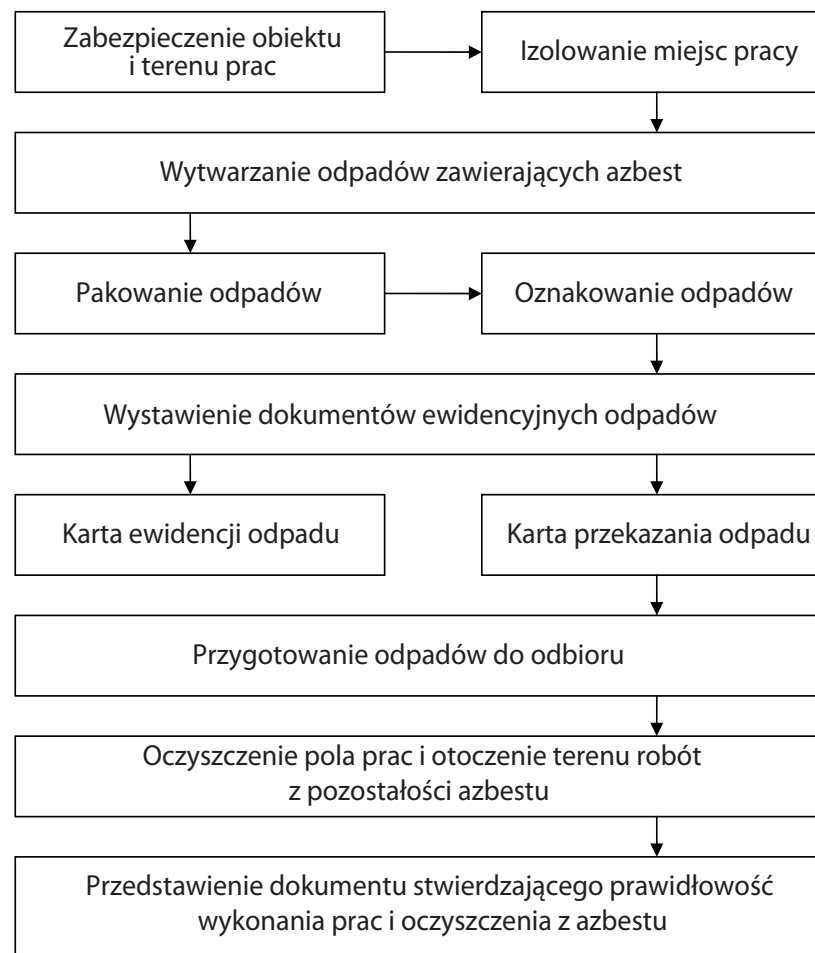 Zabezpieczenie obiektu
i terenu prac
Izolowanie miejsc pracy
Wytwarzanie odpadów zawierających azbest
Pakowanie odpadów
Oznakowanie odpadów
Wystawienie dokumentów ewidencyjnych odpadów
Karta ewidencji odpadu
Karta przekazania odpadu
Przygotowanie odpadów do odbioru
Oczyszczenie pola prac i otoczenie terenu robót
z pozostałości azbestu
Przedstawienie dokumentu stwierdzającego prawidłowość
wykonania prac i oczyszczenia z azbestu